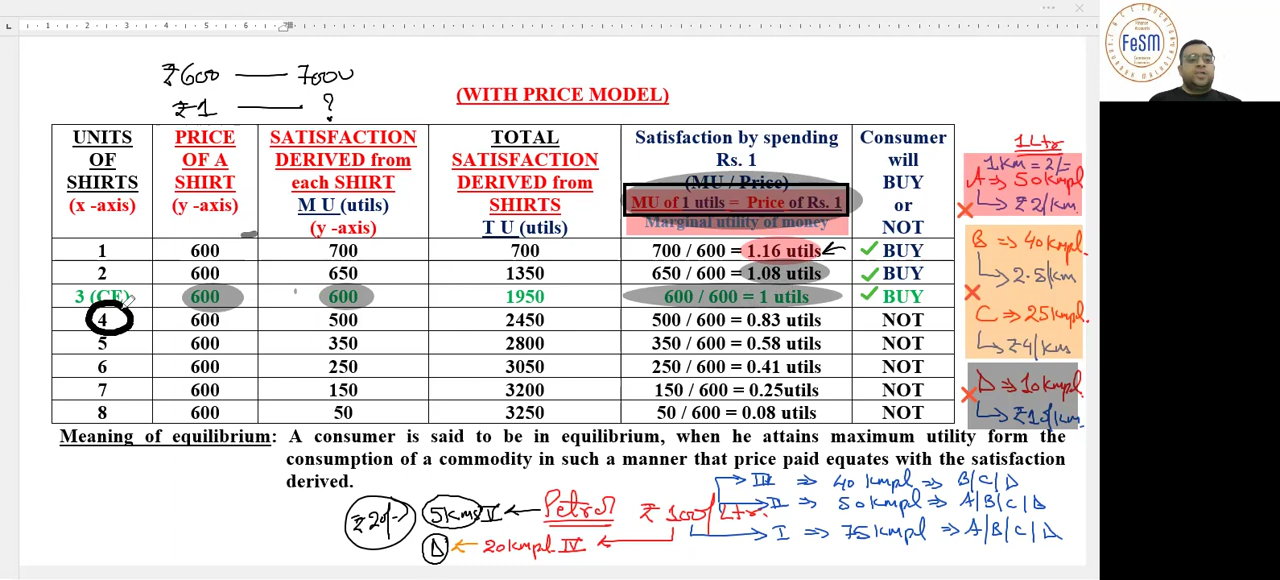 ₹600 — 700U
₹1 — ?
(WITH PRICE MODEL)
UNITS OF SHIRTS (x -axis) | PRICE OF A SHIRT (y -axis) | SATISFACTION DERIVED from each SHIRT M U (utils) (y -axis) | TOTAL SATISFACTION DERIVED from SHIRTS T U (utils) | Satisfaction by spending Rs. 1 (MU / Price) MU of 1 utils = Price of Rs. 1 Marginal utility of money | Consumer will BUY or NOT
1 | 600 | 700 | 700 | 700 / 600 = 1.16 utils | ✓ BUY
2 | 600 | 650 | 1350 | 650 / 600 = 1.08 utils | ✓ BUY
3 (CE) | 600 | 600 | 1950 | 600 / 600 = 1 utils | ✓ BUY
4 | 600 | 500 | 2450 | 500 / 600 = 0.83 utils | NOT
5 | 600 | 350 | 2800 | 350 / 600 = 0.58 utils | NOT
6 | 600 | 250 | 3050 | 250 / 600 = 0.41 utils | NOT
7 | 600 | 150 | 3200 | 150 / 600 = 0.25utils | NOT
8 | 600 | 50 | 3250 | 50 / 600 = 0.08 utils | NOT
1 Ltr
1 Km = 2/=
A ⇒ 50 kmpl
→ ₹2/km.
B ⇒ 40kmpl
→ 2.5/km
C ⇒ 25kmpl.
→ ₹4/km
D ⇒ 10kmpl.
→ ₹10/km.
Meaning of equilibrium: A consumer is said to be in equilibrium, when he attains maximum utility form the
consumption of a commodity in such a manner that price paid equates with the satisfaction
derived.
→ III ⇒ 40 kmpl ⇒ B/C/D
₹20/- 5kms V ← Petrol ₹ 100/Ltr. → II ⇒ 50kmpl ⇒ A/B/C/D
→ I ⇒ 75kmpl ⇒ A/B/C/D
D ← 20kmpl IV ←
FeSM